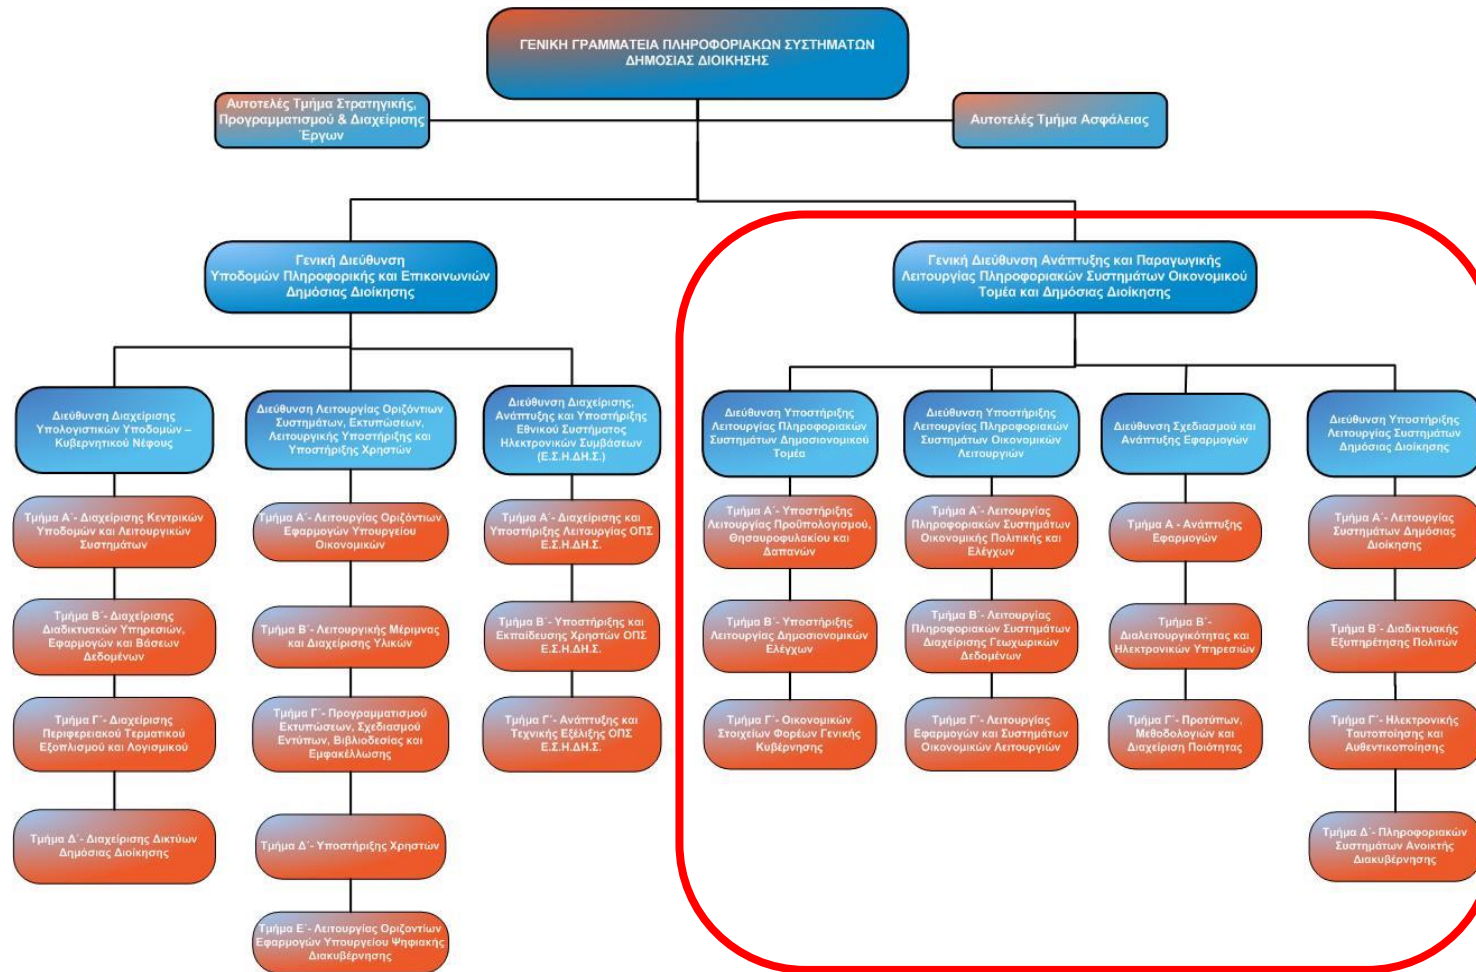 ΓΕΝΙΚΗ ΓΡΑΜΜΑΤΕΙΑ ΠΛΗΡΟΦΟΡΙΑΚΩΝ ΣΥΣΤΗΜΑΤΩΝ
ΔΗΜΟΣΙΑΣ ΔΙΟΙΚΗΣΗΣ
Αυτοτελές Τμήμα Στρατηγικής,
Προγραμματισμού & Διαχείρισης
Έργων
Αυτοτελές Τμήμα Ασφάλειας
Γενική Διεύθυνση
Υποδομών Πληροφορικής και Επικοινωνιών
Δημόσιας Διοίκησης
Γενική Διεύθυνση Ανάπτυξης και Παραγωγικής
Λειτουργίας Πληροφοριακών Συστημάτων Οικονομικού
Τομέα και Δημόσιας Διοίκησης
Διεύθυνση Διαχείρισης
Υπολογιστικών Υποδομών –
Κυβερνητικού Νέφους
Τμήμα Α΄- Διαχείρισης Κεντρικών
Υποδομών και Λειτουργικών
Συστημάτων
Τμήμα Β΄- Διαχείρισης
Διαδικτυακών Υπηρεσιών,
Εφαρμογών και Βάσεων
Δεδομένων
Τμήμα Γ΄- Διαχείρισης
Περιφερειακού Τερματικού
Εξοπλισμού και Λογισμικού
Τμήμα Δ΄- Διαχείρισης Δικτύων
Δημόσιας Διοίκησης
Διεύθυνση Λειτουργίας Οριζόντιων
Συστημάτων, Εκτυπώσεων,
Λειτουργικής Υποστήριξης και
Υποστήριξης Χρηστών
Τμήμα Α΄- Λειτουργίας Οριζόντιων
Εφαρμογών Υπουργείου
Οικονομικών
Τμήμα Β΄- Λειτουργικής Μέριμνας
και Διαχείρισης Υλικών
Τμήμα Γ΄- Προγραμματισμού
Εκτυπώσεων, Σχεδιασμού
Εντύπων, Βιβλιοδεσίας και
Εμφακέλλωσης
Τμήμα Δ΄- Υποστήριξης Χρηστών
Τμήμα Ε΄- Λειτουργίας Οριζοντίων
Εφαρμογών Υπουργείου Ψηφιακής
Διακυβέρνησης
Διεύθυνση Διαχείρισης,
Ανάπτυξης και Υποστήριξης
Εθνικού Συστήματος
Ηλεκτρονικών Συμβάσεων
(Ε.Σ.Η.ΔΗ.Σ.)
Τμήμα Α΄- Διαχείρισης και
Υποστήριξης Λειτουργίας ΟΠΣ
Ε.Σ.Η.ΔΗ.Σ.
Τμήμα Β΄- Υποστήριξης και
Εκπαίδευσης Χρηστών ΟΠΣ
Ε.Σ.Η.ΔΗ.Σ.
Τμήμα Γ΄- Ανάπτυξης και
Τεχνικής Εξέλιξης ΟΠΣ
Ε.Σ.Η.ΔΗ.Σ.
Διεύθυνση Υποστήριξης
Λειτουργίας Πληροφοριακών
Συστημάτων Δημοσιονομικού
Τομέα
Τμήμα Α΄- Υποστήριξης
Λειτουργίας Προϋπολογισμού,
Θησαυροφυλακίου και
Δαπανών
Τμήμα Β΄- Υποστήριξης
Λειτουργίας Δημοσιονομικών
Ελέγχων
Τμήμα Γ΄- Οικονομικών
Στοιχείων Φορέων Γενικής
Κυβέρνησης
Διεύθυνση Υποστήριξης
Λειτουργίας Πληροφοριακών
Συστημάτων Οικονομικών
Λειτουργιών
Τμήμα Α΄- Λειτουργίας
Πληροφοριακών Συστημάτων
Οικονομικής Πολιτικής και
Ελέγχων
Τμήμα Β΄- Λειτουργίας
Πληροφοριακών Συστημάτων
Διαχείρισης Γεωχωρικών
Δεδομένων
Τμήμα Γ΄- Λειτουργίας
Εφαρμογών και Συστημάτων
Οικονομικών Λειτουργιών
Διεύθυνση Σχεδιασμού και
Ανάπτυξης Εφαρμογών
Τμήμα Α - Ανάπτυξης
Εφαρμογών
Τμήμα Β΄-
Διαλειτουργικότητας και
Ηλεκτρονικών Υπηρεσιών
Τμήμα Γ΄- Προτύπων,
Μεθοδολογιών και
Διαχείριση Ποιότητας
Διεύθυνση Υποστήριξης
Λειτουργίας Συστημάτων
Δημόσιας Διοίκησης
Τμήμα Α΄- Λειτουργίας
Συστημάτων Δημόσιας
Διοίκησης
Τμήμα Β΄- Διαδικτυακής
Εξυπηρέτησης Πολιτών
Τμήμα Γ΄- Ηλεκτρονικής
Ταυτοποίησης και
Αυθεντικοποίησης
Τμήμα Δ΄- Πληροφοριακών
Συστημάτων Ανοικτής
Διακυβέρνησης